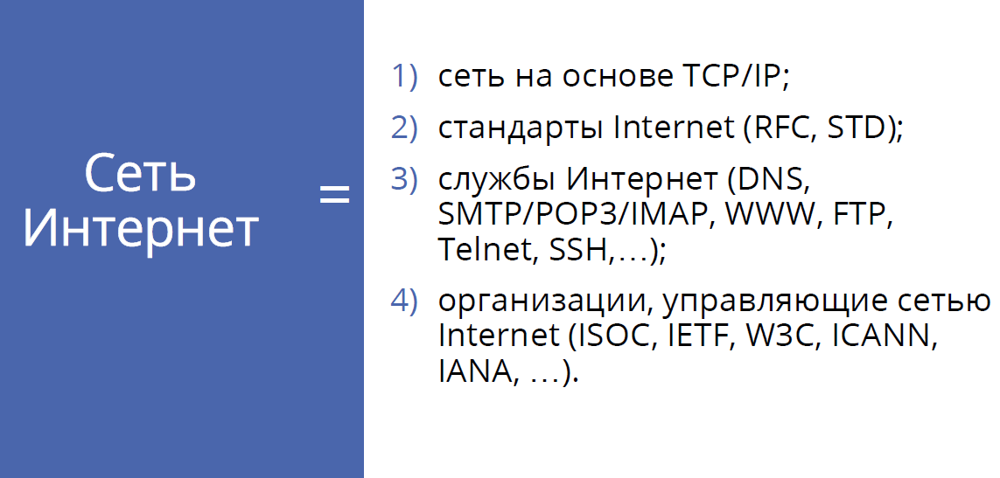 Сеть
Интернет
=
1) сеть на основе TCP/IP;
2) стандарты Internet (RFC, STD);
3) службы Интернет (DNS,
SMTP/POP3/IMAP, WWW, FTP,
Telnet, SSH,…);
4) организации, управляющие сетью
Internet (ISOC, IETF, W3C, ICANN,
IANA, …).